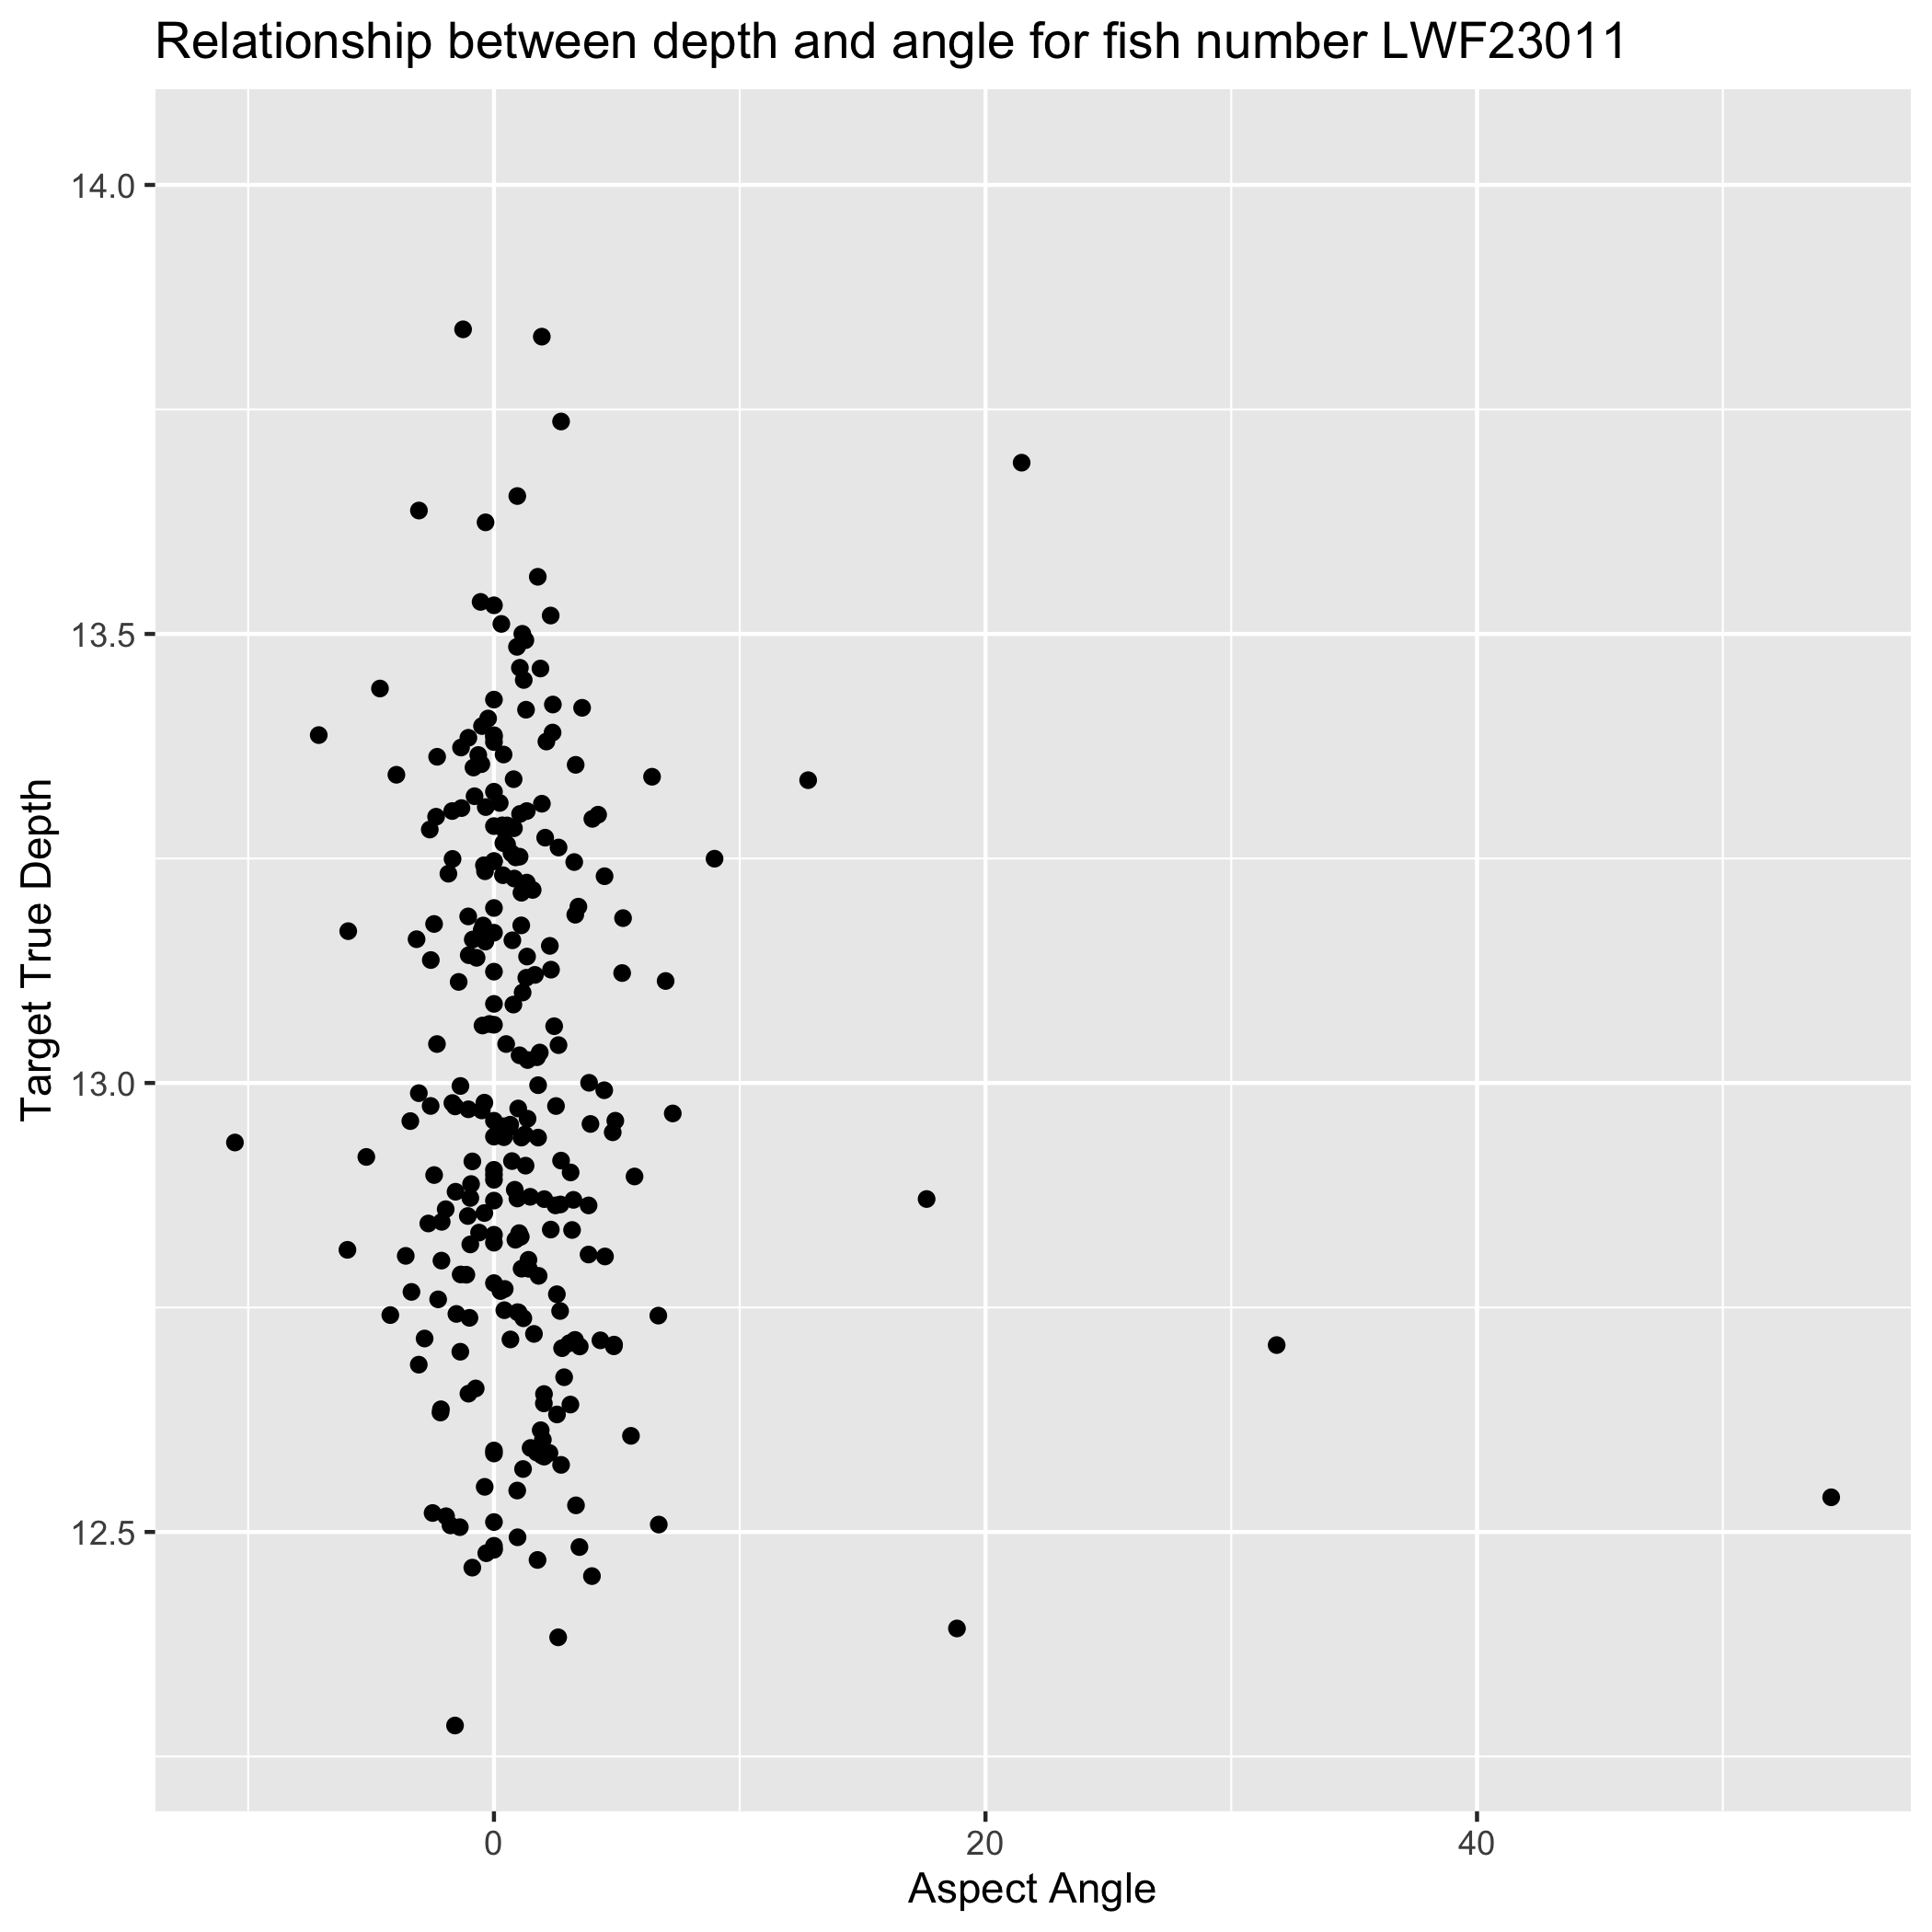 Relationship between depth and angle for fish number LWF23011
Target True Depth
14.0
13.5
13.0
12.5
0
20
40
Aspect Angle